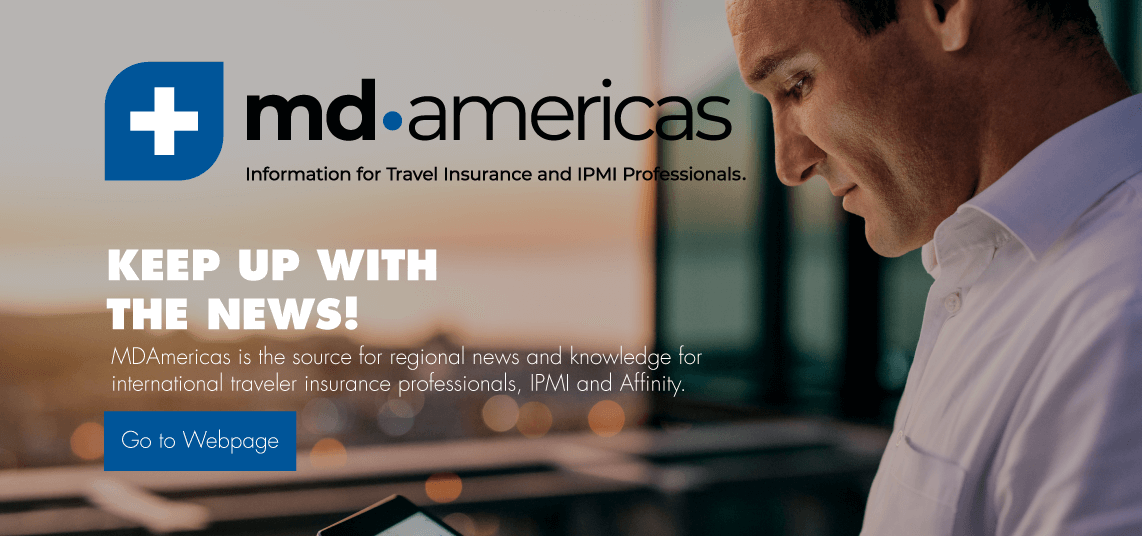 md•americas
Information for Travel Insurance and IPMI Professionals.
KEEP UP WITH
THE NEWS!
MDAmericas is the source for regional news and knowledge for
international traveler insurance professionals, IPMI and Affinity.
Go to Webpage